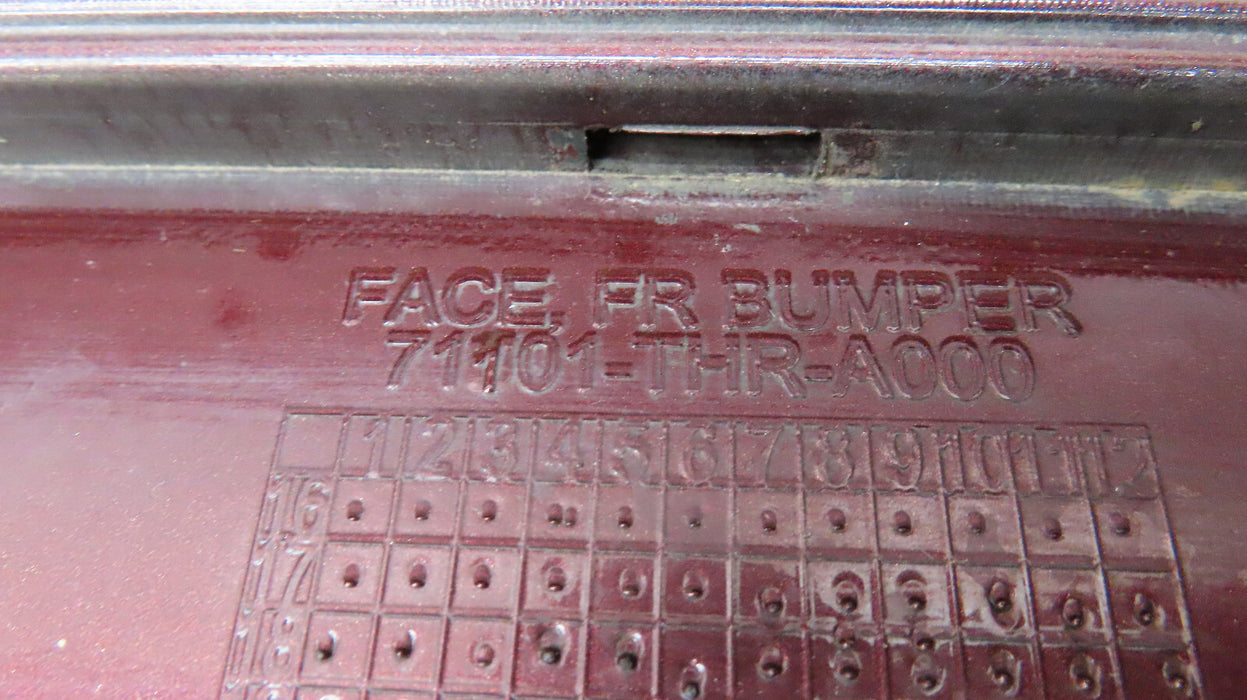 FACE, FR BUMPER
71101-THR-A000
1 2 3 4 5 6 7 8 9 10 11 12
16
17
18